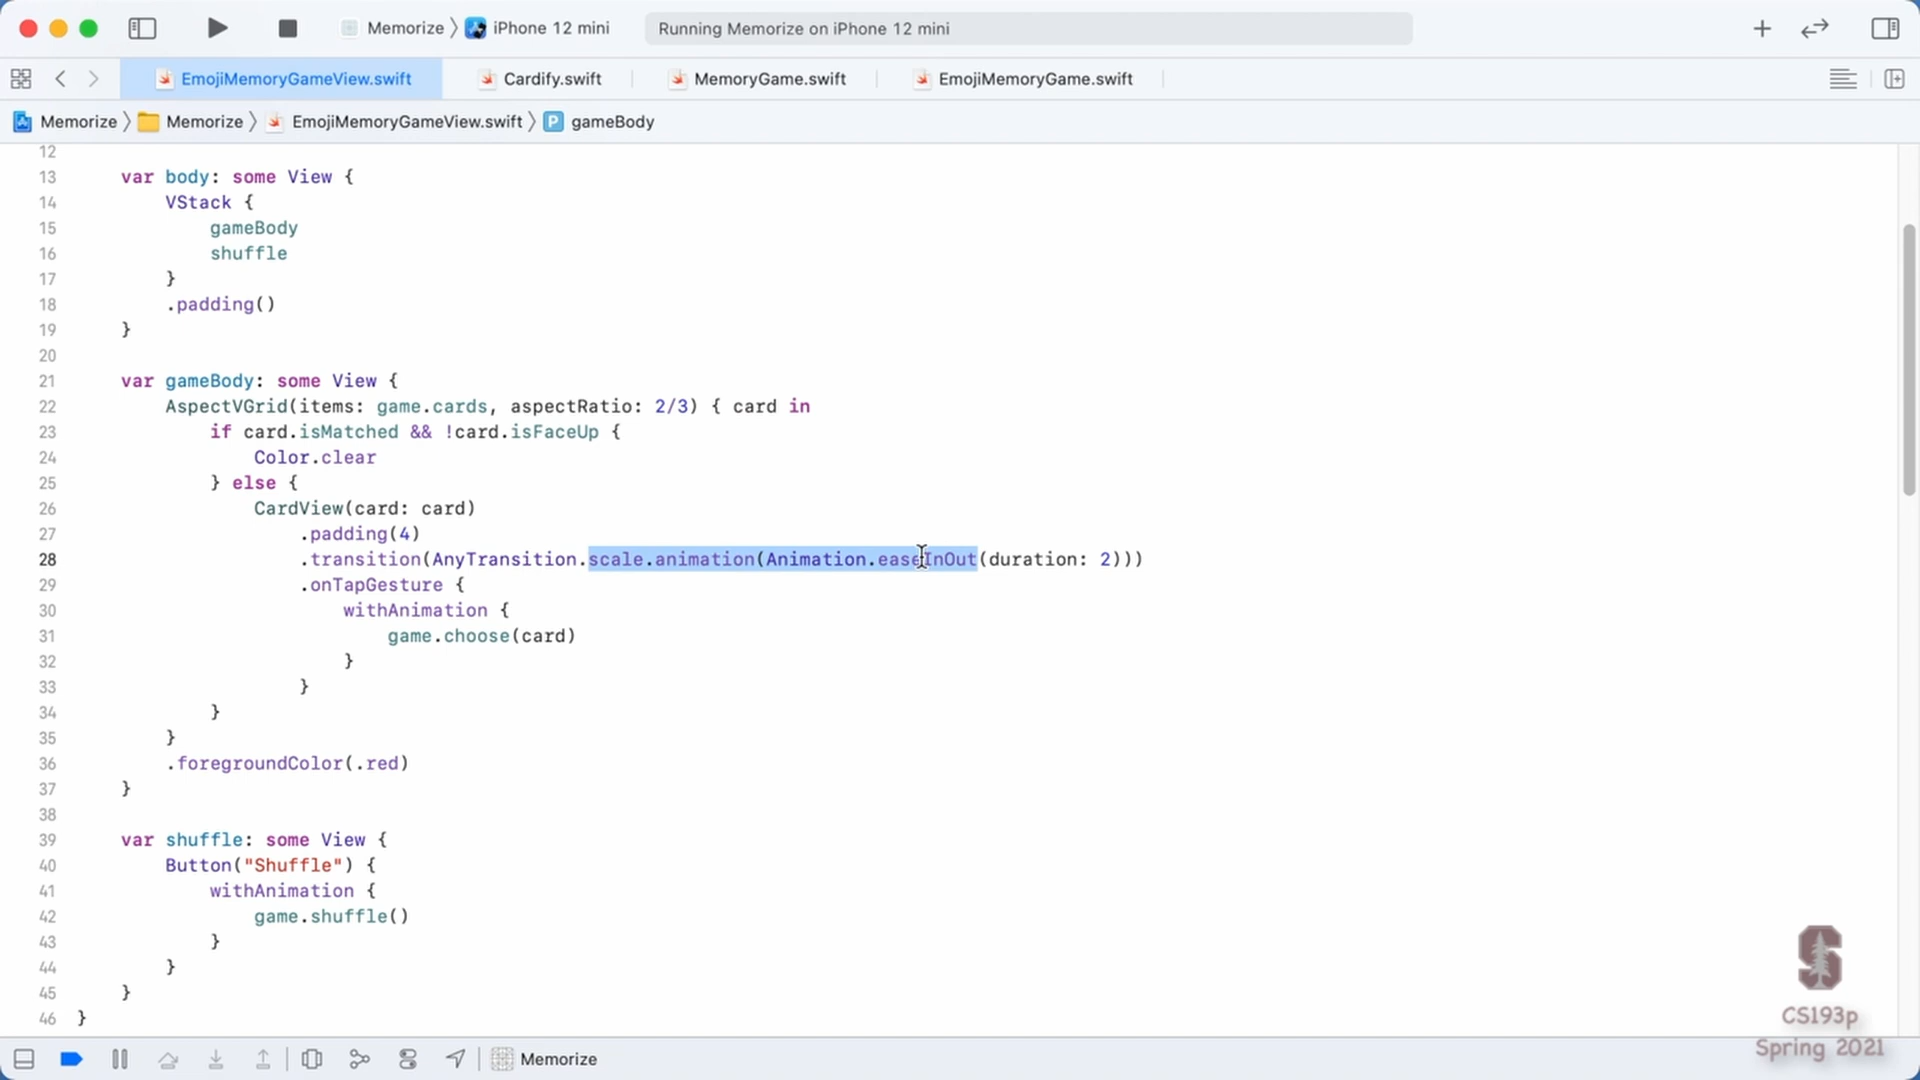 Memorize 〉 iPhone 12 mini
Running Memorize on iPhone 12 mini
EmojiMemoryGameView.swift
Cardify.swift
MemoryGame.swift
EmojiMemoryGame.swift
Memorize 〉 Memorize 〉 EmojiMemoryGameView.swift 〉 P gameBody
12
13 var body: some View {
14 VStack {
15 gameBody
16 shuffle
17 }
18 .padding()
19 }
20
21 var gameBody: some View {
22 AspectVGrid(items: game.cards, aspectRatio: 2/3) { card in
23 if card.isMatched && !card.isFaceUp {
24 Color.clear
25 } else {
26 CardView(card: card)
27 .padding(4)
28 .transition(AnyTransition.scale.animation(Animation.easeInOut(duration: 2)))
29 .onTapGesture {
30 withAnimation {
31 game.choose(card)
32 }
33 }
34 }
35 }
36 .foregroundColor(.red)
37 }
38
39 var shuffle: some View {
40 Button("Shuffle") {
41 withAnimation {
42 game.shuffle()
43 }
44 }
45 }
46 }
S
CS193p
Spring 2021
Memorize